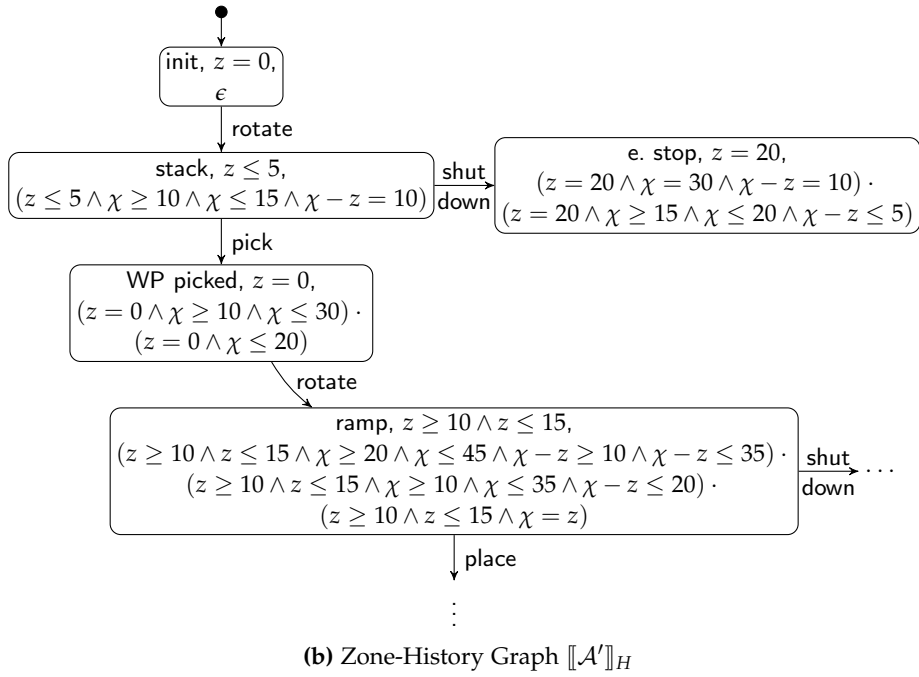 init, z = 0,
ϵ
rotate
stack, z ≤ 5,
(z ≤ 5 ∧ χ ≥ 10 ∧ χ ≤ 15 ∧ χ − z = 10)
shut
down
e. stop, z = 20,
(z = 20 ∧ χ = 30 ∧ χ − z = 10) ·
(z = 20 ∧ χ ≥ 15 ∧ χ ≤ 20 ∧ χ − z ≤ 5)
pick
WP picked, z = 0,
(z = 0 ∧ χ ≥ 10 ∧ χ ≤ 30) ·
(z = 0 ∧ χ ≤ 20)
rotate
ramp, z ≥ 10 ∧ z ≤ 15,
(z ≥ 10 ∧ z ≤ 15 ∧ χ ≥ 20 ∧ χ ≤ 45 ∧ χ − z ≥ 10 ∧ χ − z ≤ 35) ·
(z ≥ 10 ∧ z ≤ 15 ∧ χ ≥ 10 ∧ χ ≤ 35 ∧ χ − z ≤ 20) ·
(z ≥ 10 ∧ z ≤ 15 ∧ χ = z)
shut
down
· · ·
place
⋮
(b) Zone-History Graph ⟦𝒜′⟧H